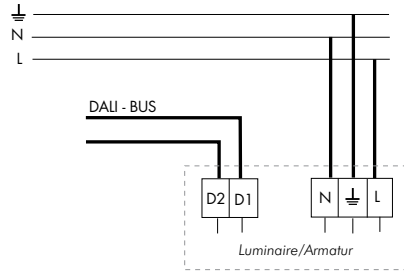 N
L
DALI - BUS
D2 D1 N L
Luminaire/Armatur